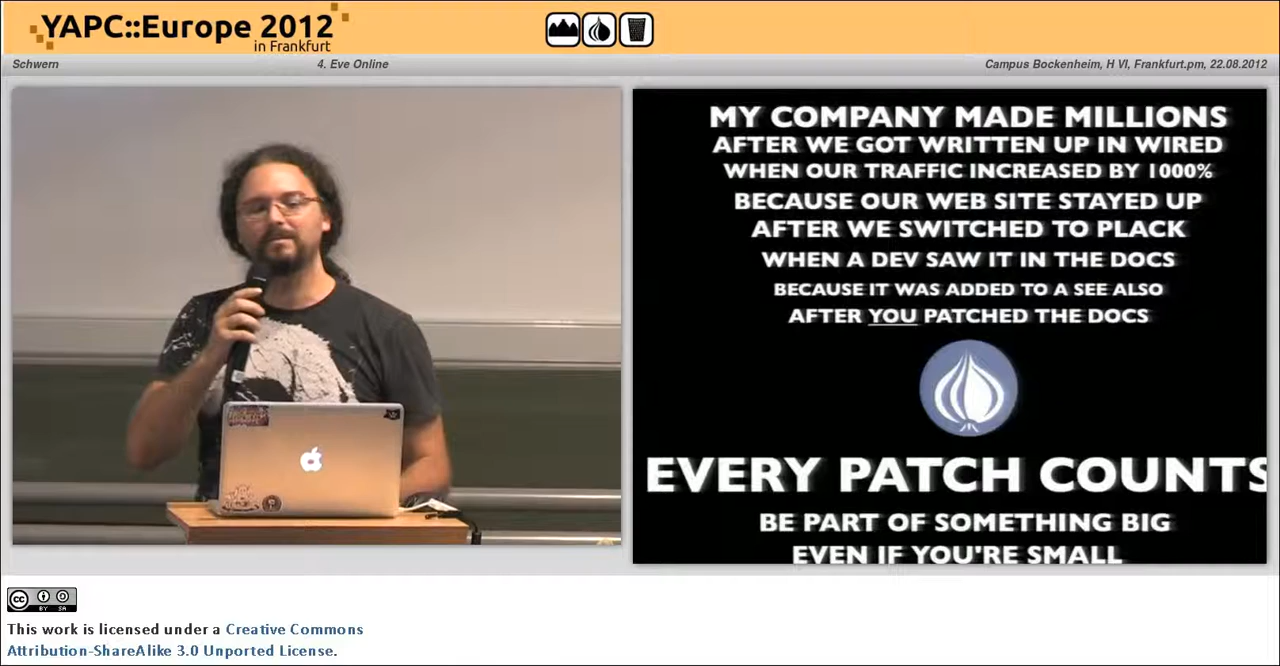 YAPC::Europe 2012
in Frankfurt
Schwern
4. Eve Online
Campus Bockenheim, H VI, Frankfurt.pm, 22.08.2012
MY COMPANY MADE MILLIONS
AFTER WE GOT WRITTEN UP IN WIRED
WHEN OUR TRAFFIC INCREASED BY 1000%
BECAUSE OUR WEB SITE STAYED UP
AFTER WE SWITCHED TO PLACK
WHEN A DEV SAW IT IN THE DOCS
BECAUSE IT WAS ADDED TO A SEE ALSO
AFTER YOU PATCHED THE DOCS
EVERY PATCH COUNTS
BE PART OF SOMETHING BIG
EVEN IF YOU'RE SMALL
cc
BY SA
This work is licensed under a Creative Commons
Attribution-ShareAlike 3.0 Unported License.